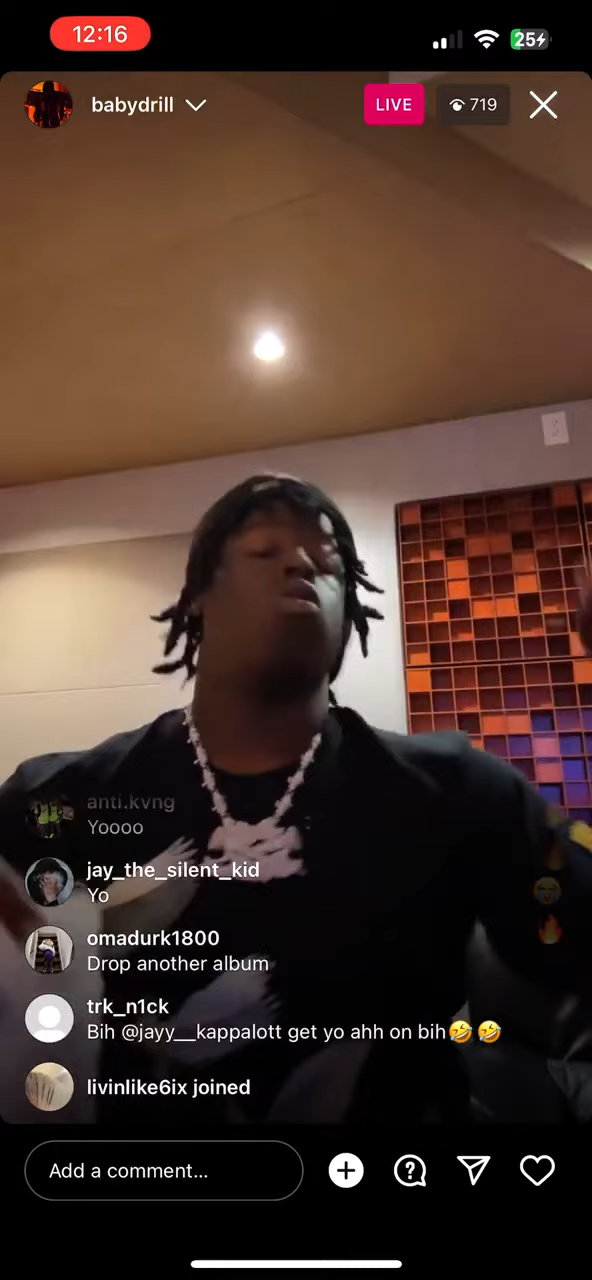 12:16
25
babydrill
LIVE
719
anti.kvng
Yoooo
jay_the_silent_kid
Yo
omadurk1800
Drop another album
trk_n1ck
Bih @jayy__kappalott get yo ahh on bih🤣🤣
livinlike6ix joined
Add a comment...